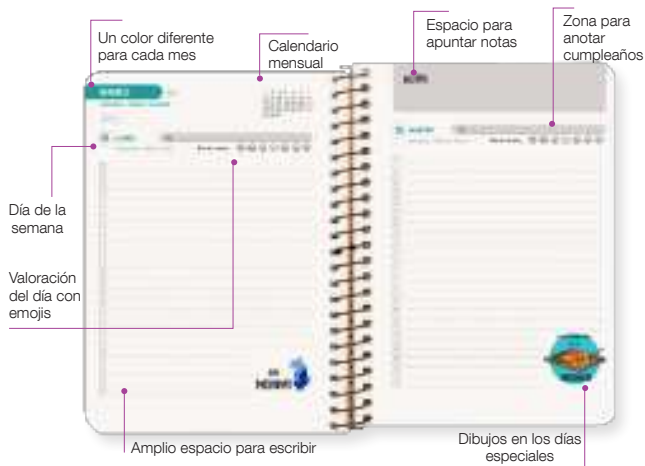 Un color diferente
para cada mes
Calendario
mensual
Espacio para
apuntar notas
Zona para
anotar
cumpleaños
Día de la
semana
Valoración
del día con
emojis
Amplio espacio para escribir
Dibujos en los días
especiales